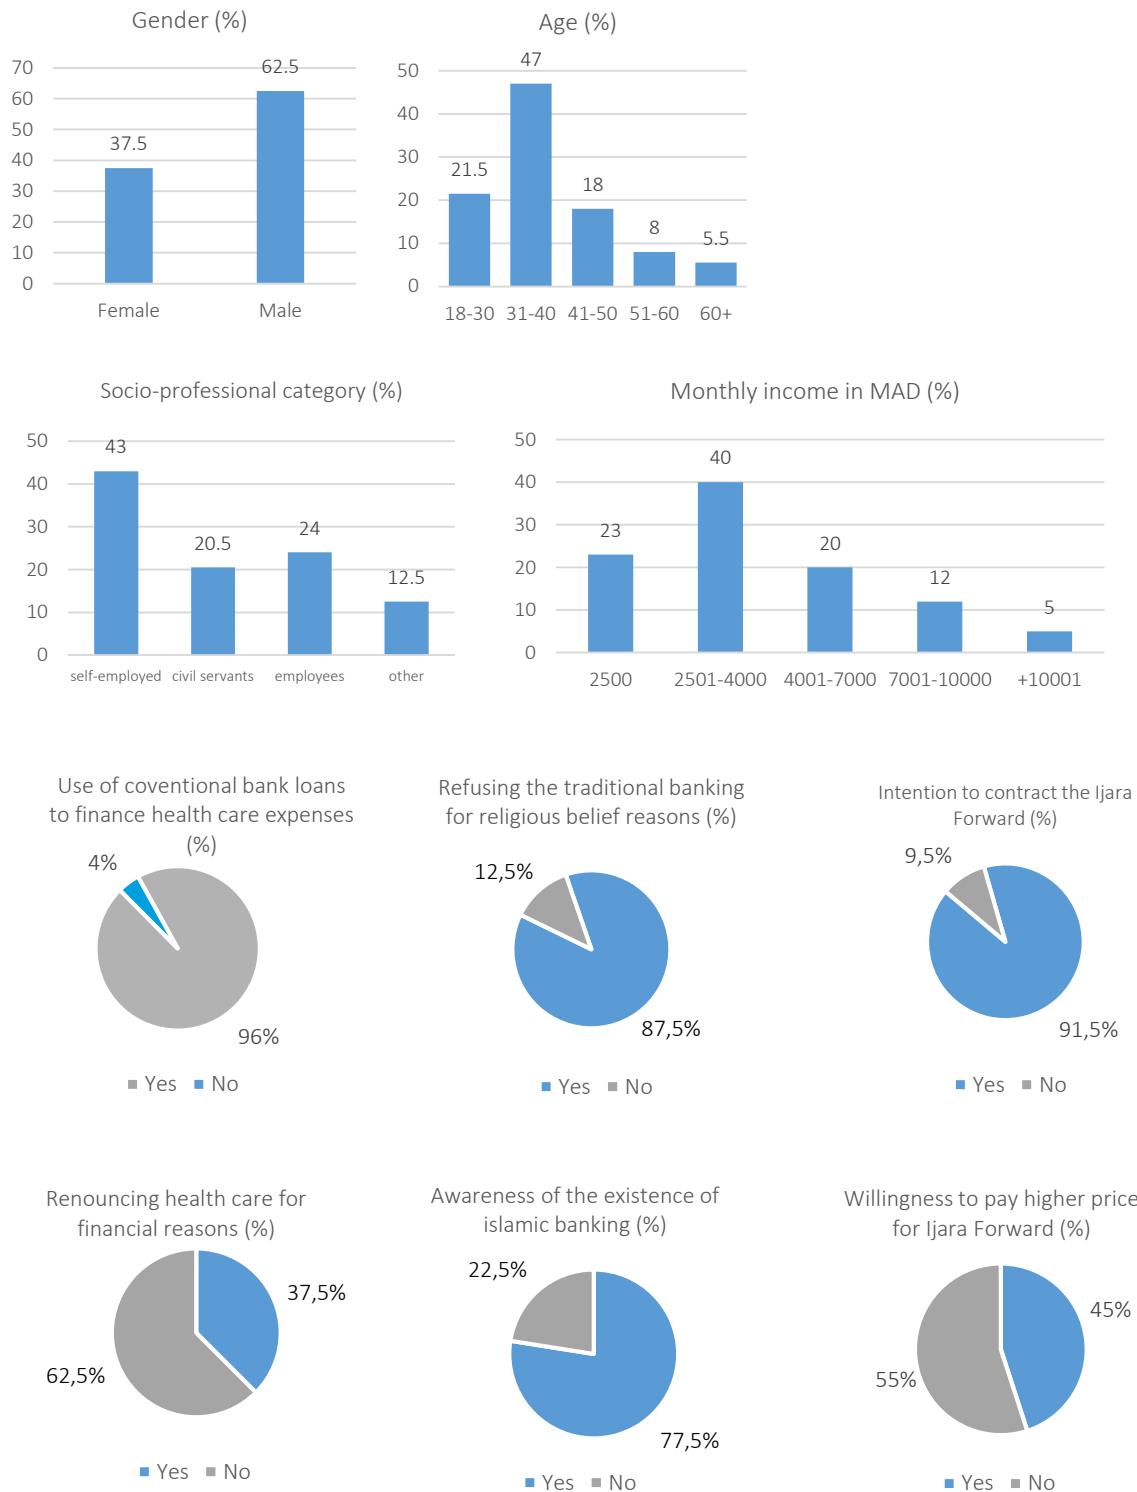 Gender (%)
70
60
50
40
30
20
10
0
37.5
62.5
Female
Male
Age (%)
50
40
30
20
10
0
21.5
47
18
8
5.5
18-30
31-40
41-50
51-60
60+
Socio-professional category (%)
50
40
30
20
10
0
43
20.5
24
12.5
self-employed
civil servants
employees
other
Monthly income in MAD (%)
50
40
30
20
10
0
23
40
20
12
5
2500
2501-4000
4001-7000
7001-10000
+10001
Use of coventional bank loans
to finance health care expenses
(%)
4%
96%
Yes No
Refusing the traditional banking
for religious belief reasons (%)
12,5%
87,5%
Yes No
Intention to contract the Ijara
Forward (%)
9,5%
91,5%
Yes No
Renouncing health care for
financial reasons (%)
37,5%
62,5%
Yes No
Awareness of the existence of
islamic banking (%)
22,5%
77,5%
Yes No
Willingness to pay higher price
for Ijara Forward (%)
45%
55%
Yes No